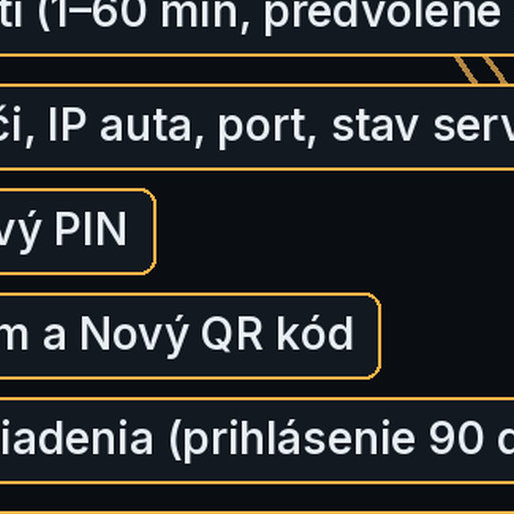 ti (1–60 min, predvolené
či, IP auta, port, stav serv
vý PIN
m a Nový QR kód
iadenia (prihlásenie 90 d